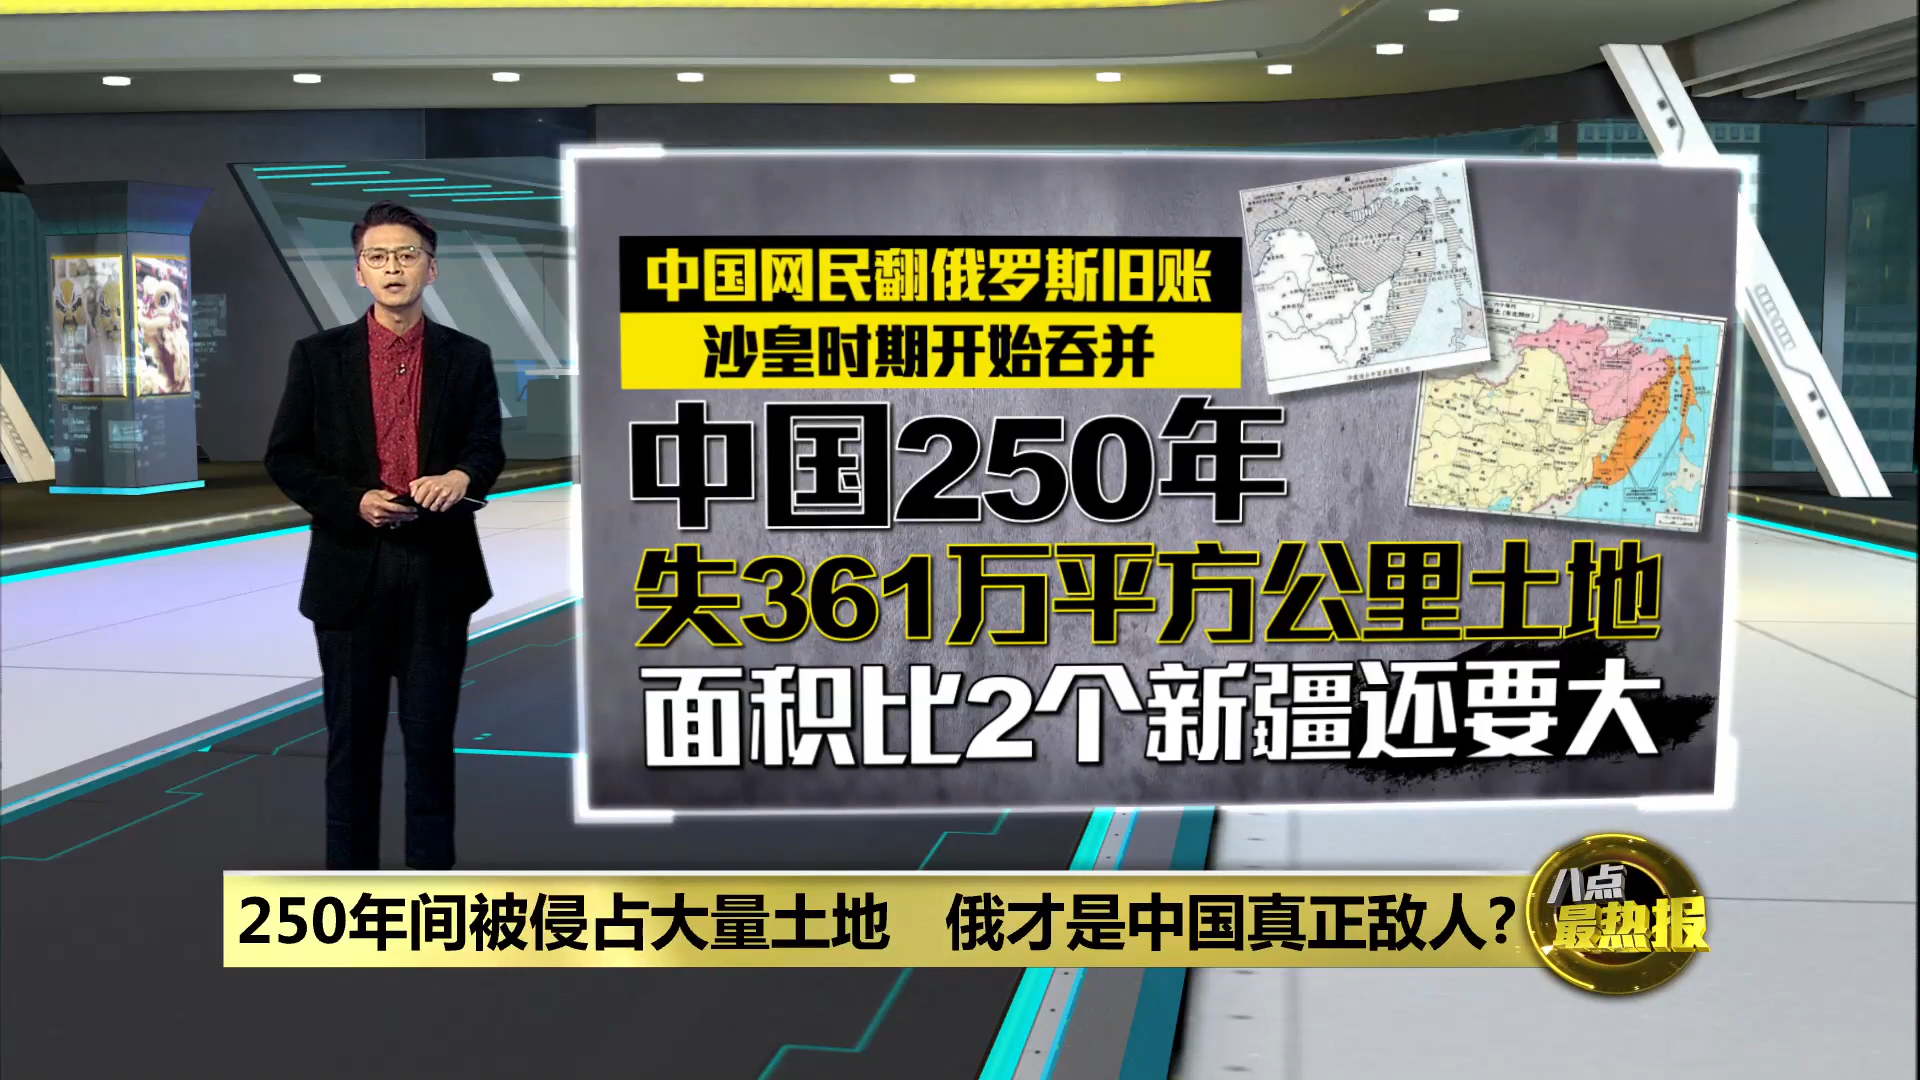 中国网民翻俄罗斯旧账
沙皇时期开始吞并
中国250年
失361万平方公里土地
面积比2个新疆还要大
250年间被侵占大量土地 俄才是中国真正敌人?
八点
最热报